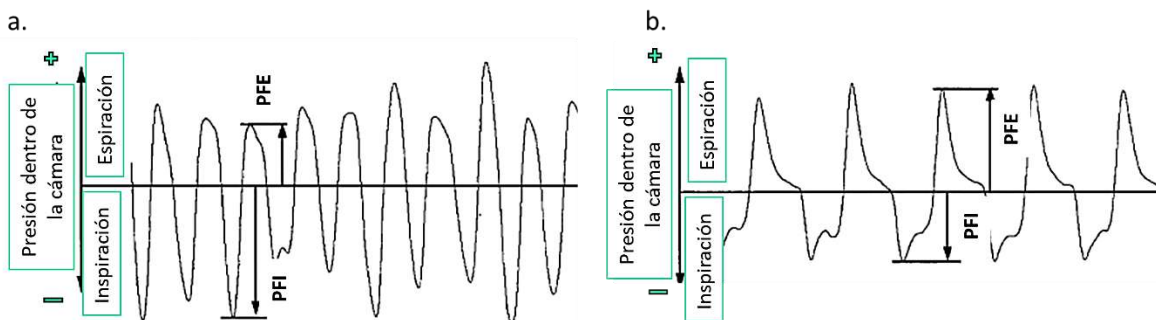 a.
+
Presión dentro de
la cámara
Espiración
Inspiración
PFE
PFI
–
b.
+
Presión dentro de
la cámara
Espiración
Inspiración
PFE
PFI
–